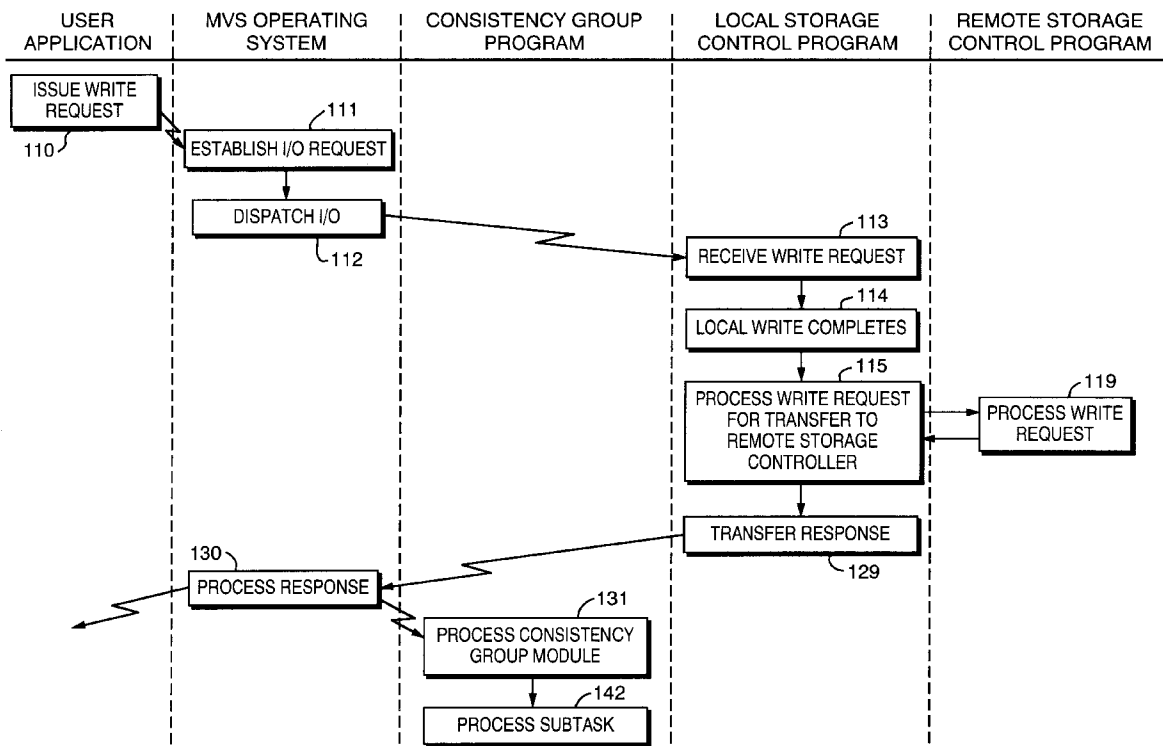 USER
APPLICATION
MVS OPERATING
SYSTEM
CONSISTENCY GROUP
PROGRAM
LOCAL STORAGE
CONTROL PROGRAM
REMOTE STORAGE
CONTROL PROGRAM
ISSUE WRITE
REQUEST
110
111
ESTABLISH I/O REQUEST
DISPATCH I/O
112
113
RECEIVE WRITE REQUEST
114
LOCAL WRITE COMPLETES
115
PROCESS WRITE REQUEST
FOR TRANSFER TO
REMOTE STORAGE
CONTROLLER
119
PROCESS WRITE
REQUEST
TRANSFER RESPONSE
129
130
PROCESS RESPONSE
131
PROCESS CONSISTENCY
GROUP MODULE
142
PROCESS SUBTASK